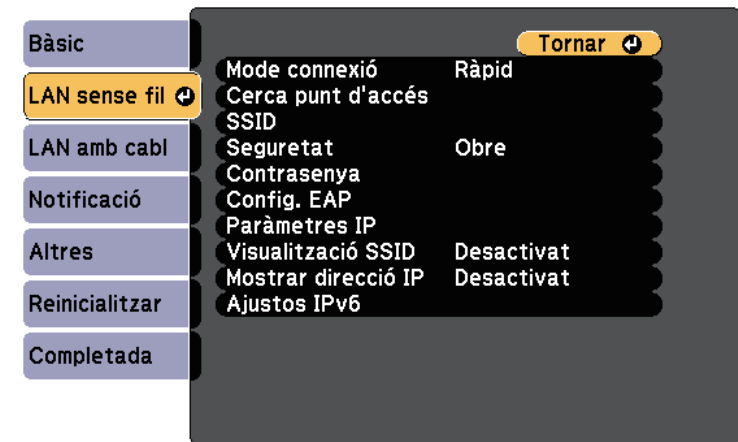 Bàsic
LAN sense fil
LAN amb cabl
Notificació
Altres
Reinicialitzar
Completada
Tornar
Mode connexió Ràpid
Cerca punt d'accés
SSID
Seguretat Obre
Contrasenya
Config. EAP
Paràmetres IP
Visualització SSID Desactivat
Mostrar direcció IP Desactivat
Ajustos IPv6